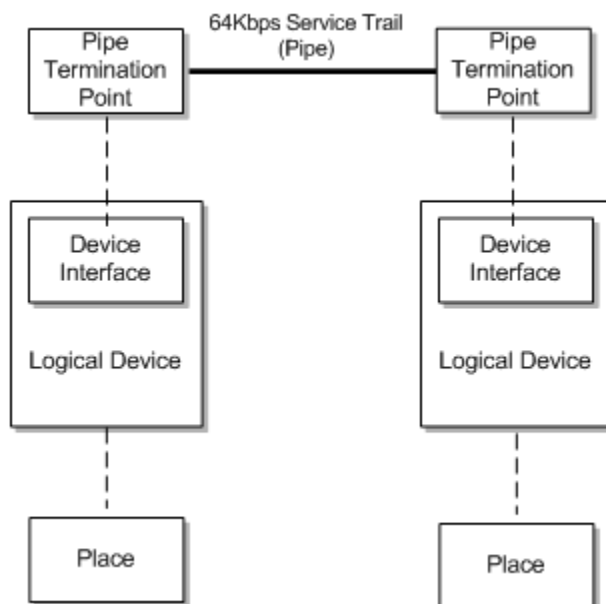 64Kbps Service Trail
(Pipe)
Pipe
Termination
Point
Pipe
Termination
Point
Device
Interface
Logical Device
Device
Interface
Logical Device
Place
Place